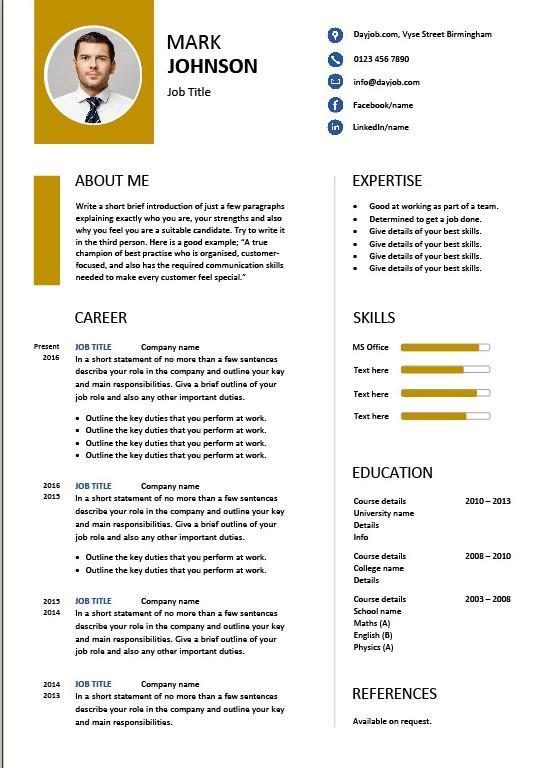 MARK
JOHNSON
Job Title
Dayjob.com, Vyse Street Birmingham
0123 456 7890
info@dayjob.com
f Facebook/name
in LinkedIn/name
ABOUT ME
Write a short brief introduction of just a few paragraphs
explaining exactly who you are, your strengths and also
why you feel you are a suitable candidate. Try to write it
in the third person. Here is a good example; “A true
champion of best practise who is organised, customer-
focused, and also has the required communication skills
needed to make every customer feel special.”
CAREER
Present JOB TITLE Company name
2016 In a short statement of no more than a few sentences
describe your role in the company and outline your key
and main responsibilities. Give a brief outline of your
job role and also any other important duties.
• Outline the key duties that you perform at work.
• Outline the key duties that you perform at work.
• Outline the key duties that you perform at work.
• Outline the key duties that you perform at work.
2016 JOB TITLE Company name
2015 In a short statement of no more than a few sentences
describe your role in the company and outline your key
and main responsibilities. Give a brief outline of your
job role and also any other important duties.
• Outline the key duties that you perform at work.
• Outline the key duties that you perform at work.
2015 JOB TITLE Company name
2014 In a short statement of no more than a few sentences
describe your role in the company and outline your key
and main responsibilities. Give a brief outline of your
job role and also any other important duties.
2014 JOB TITLE Company name
2013 In a short statement of no more than a few sentences
describe your role in the company and outline your key
and main responsibilities.
EXPERTISE
• Good at working as part of a team.
• Determined to get a job done.
• Give details of your best skills.
• Give details of your best skills.
• Give details of your best skills.
• Give details of your best skills.
SKILLS
MS Office
Text here
Text here
Text here
EDUCATION
Course details 2010 – 2013
University name
Details
Info
Course details 2008 – 2010
College name
Details
Course details 2003 – 2008
School name
Maths (A)
English (B)
Physics (A)
REFERENCES
Available on request.